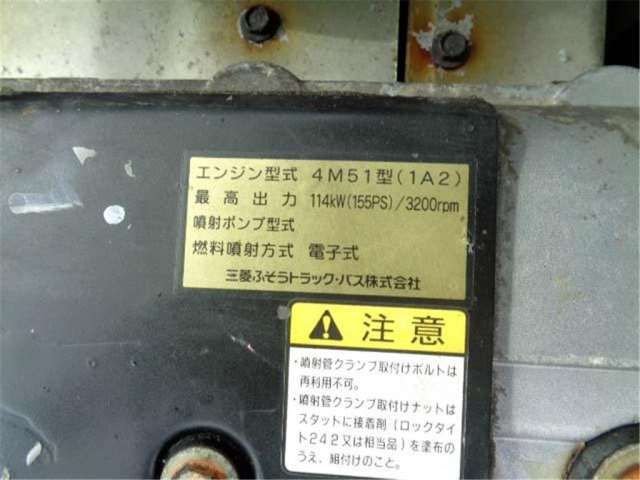 エンジン型式 4M51型(1A2)
最高出力 114kW(155PS)/3200rpm
噴射ポンプ型式
燃料噴射方式 電子式
三菱ふそうトラック・バス株式会社
注意
・噴射管クランプ取付けボルトは
再利用不可。
・噴射管クランプ取付けナットは
スタットに接着剤(ロックタイ
ト242又は相当品)を塗布の
うえ、組付けのこと。